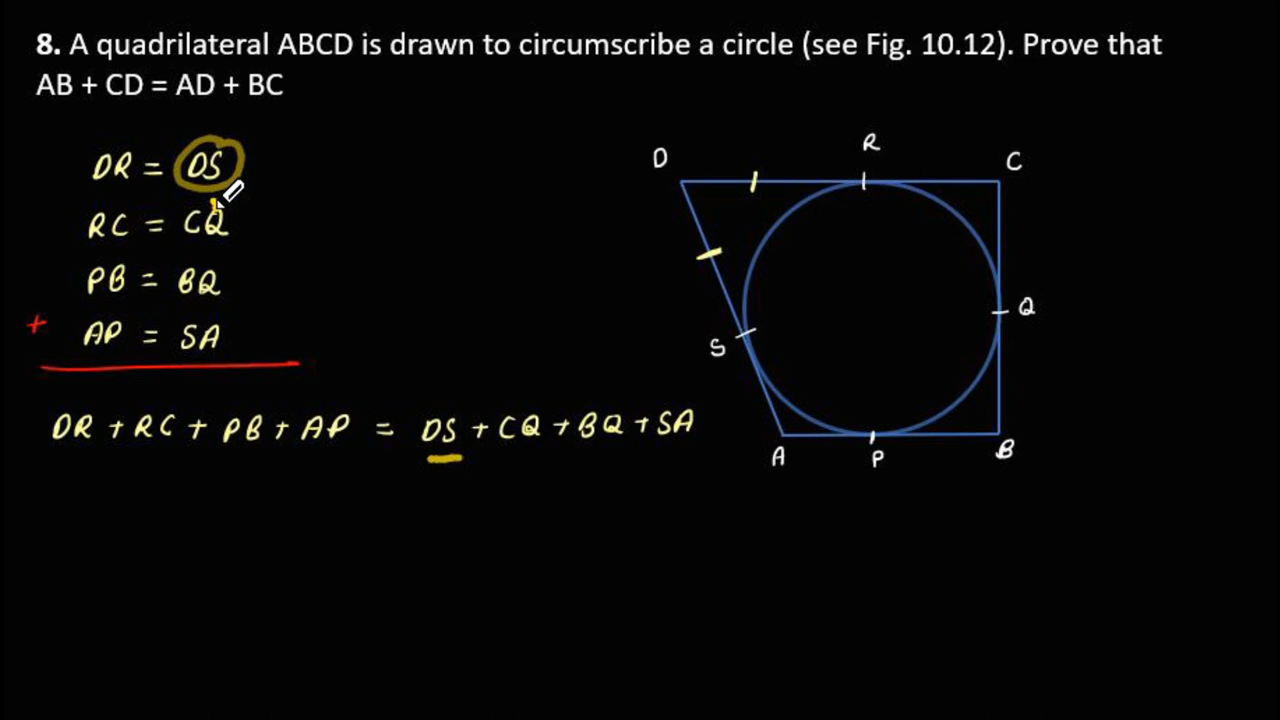 8. A quadrilateral ABCD is drawn to circumscribe a circle (see Fig. 10.12). Prove that
AB + CD = AD + BC
DR = DS
RC = CQ
PB = BQ
+ AP = SA
DR + RC + PB + AP = DS + CQ + BQ + SA
D
R
C
Q
S
A
P
B